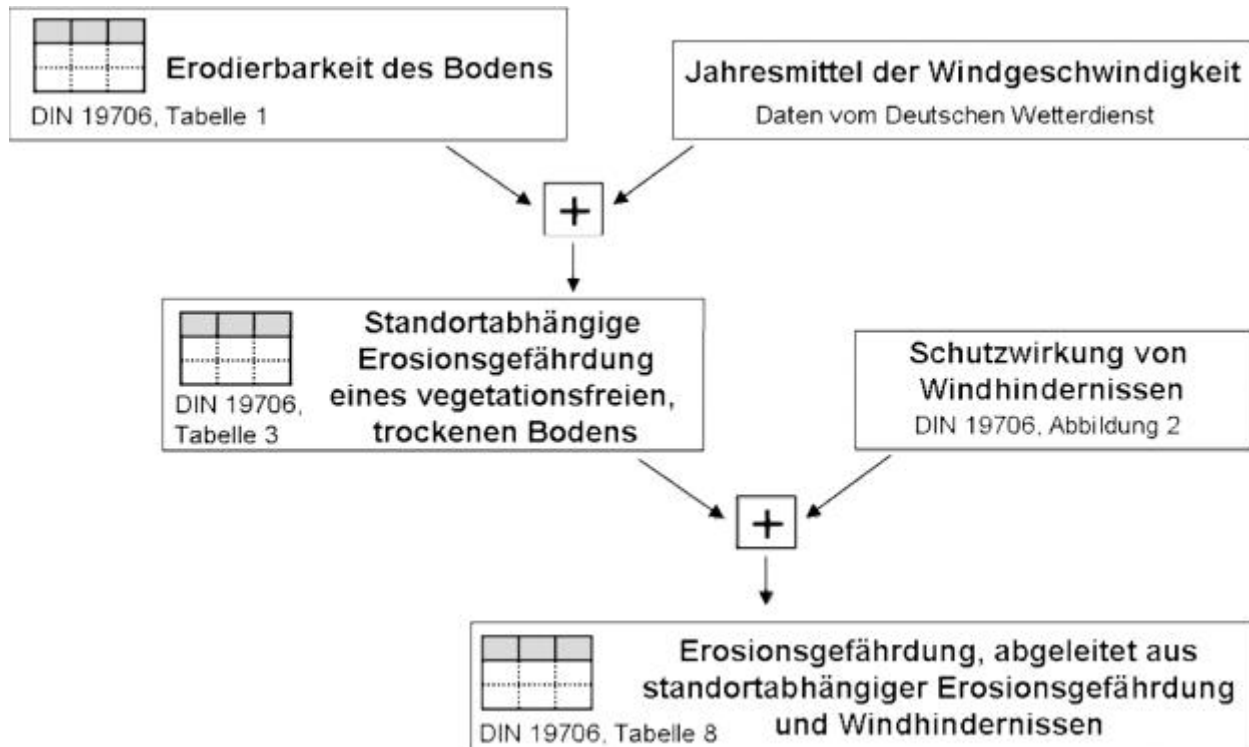 Erodierbarkeit des Bodens
DIN 19706, Tabelle 1
Jahresmittel der Windgeschwindigkeit
Daten vom Deutschen Wetterdienst
+
Standortabhängige
Erosionsgefährdung
eines vegetationsfreien,
trockenen Bodens
DIN 19706,
Tabelle 3
Schutzwirkung von
Windhindernissen
DIN 19706, Abbildung 2
+
Erosionsgefährdung, abgeleitet aus
standortabhängiger Erosionsgefährdung
und Windhindernissen
DIN 19706, Tabelle 8